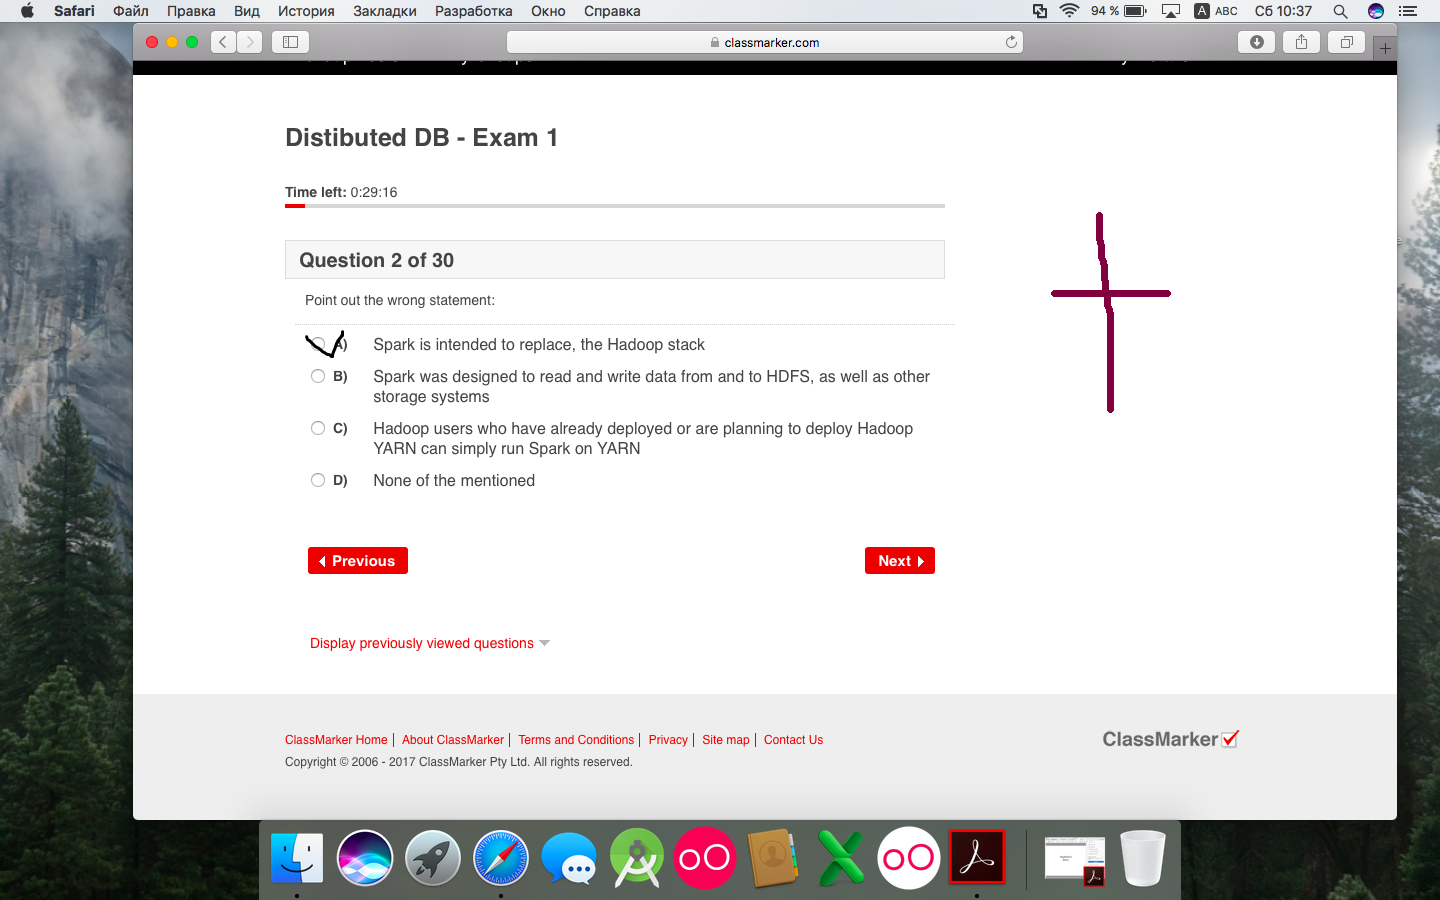 Safari Файл Правка Вид История Закладки Разработка Окно Справка 94 % A ABC Сб 10:37
classmarker.com
Distibuted DB - Exam 1
Time left: 0:29:16
Question 2 of 30
Point out the wrong statement:
A) Spark is intended to replace, the Hadoop stack
B) Spark was designed to read and write data from and to HDFS, as well as other
storage systems
C) Hadoop users who have already deployed or are planning to deploy Hadoop
YARN can simply run Spark on YARN
D) None of the mentioned
Previous Next
Display previously viewed questions
ClassMarker Home | About ClassMarker | Terms and Conditions | Privacy | Site map | Contact Us
ClassMarker
Copyright © 2006 - 2017 ClassMarker Pty Ltd. All rights reserved.